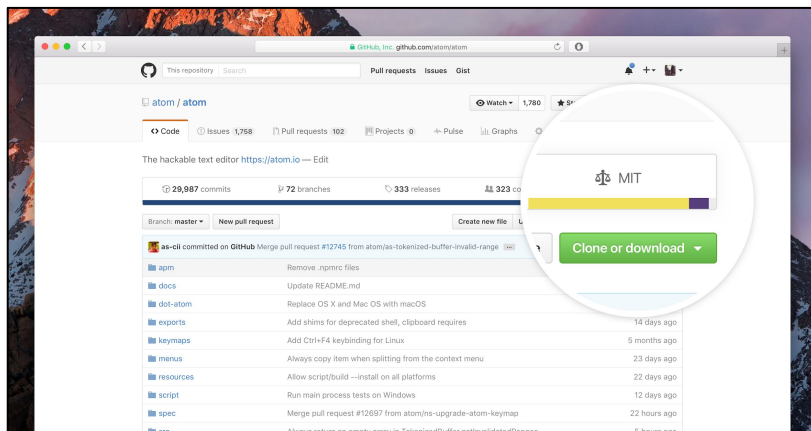 GitHub, Inc. github.com/atom/atom
This repository Search Pull requests Issues Gist
atom / atom Watch 1,780
Code Issues 1,758 Pull requests 102 Projects 0 Pulse Graphs
The hackable text editor https://atom.io — Edit
MIT
29,987 commits 72 branches 333 releases 323
Branch: master New pull request Create new file
Clone or download
as-cii committed on GitHub Merge pull request #12745 from atom/as-tokenized-buffer-invalid-range ...
apm Remove .npmrc files
docs Update README.md
dot-atom Replace OS X and Mac OS with macOS
exports Add shims for deprecated shell, clipboard requires 14 days ago
keymaps Add Ctrl+F4 keybinding for Linux 5 months ago
menus Always copy item when splitting from the context menu 23 days ago
resources Allow script/build --install on all platforms 22 days ago
script Run main process tests on Windows 12 days ago
spec Merge pull request #12697 from atom/ns-upgrade-atom-keymap 22 hours ago